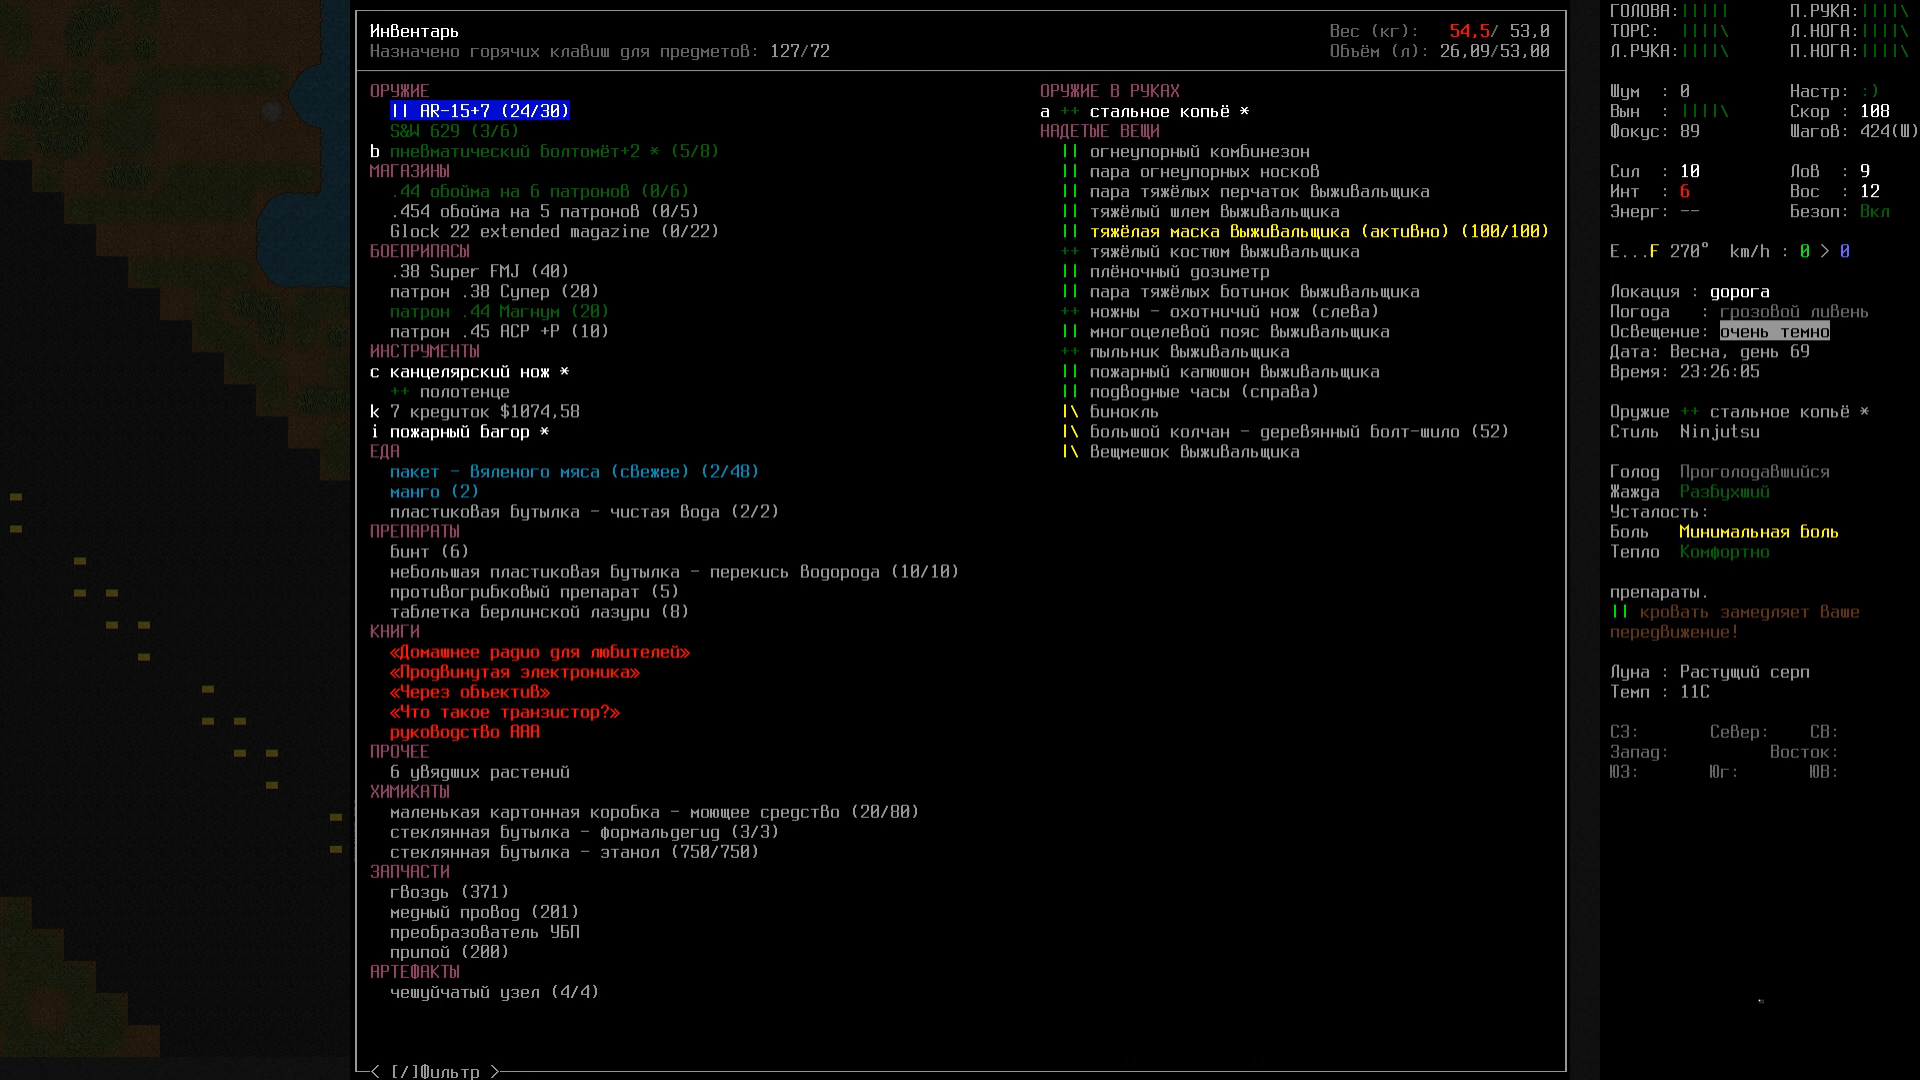 Инвентарь
Назначено горячих клавиш для предметов: 127/72
Вес (кг): 54,5/ 53,0
Объём (л): 26,09/53,00
ОРУЖИЕ
|| AR-15+7 (24/30)
S&W 629 (3/6)
b пневматический болтомёт+2 * (5/8)
МАГАЗИНЫ
.44 обойма на 6 патронов (0/6)
.454 обойма на 5 патронов (0/5)
Glock 22 extended magazine (0/22)
БОЕПРИПАСЫ
.38 Super FMJ (40)
патрон .38 Супер (20)
патрон .44 Магнум (20)
патрон .45 ACP +P (10)
ИНСТРУМЕНТЫ
c канцелярский нож *
++ полотенце
k 7 кредиток $1074,58
i пожарный багор *
ЕДА
пакет - вяленого мяса (свежее) (2/48)
манго (2)
пластиковая бутылка - чистая вода (2/2)
ПРЕПАРАТЫ
бинт (6)
небольшая пластиковая бутылка - перекись водорода (10/10)
противогрибковый препарат (5)
таблетка берлинской лазури (8)
КНИГИ
«Домашнее радио для любителей»
«Продвинутая электроника»
«Через объектив»
«Что такое транзистор?»
руководство ААА
ПРОЧЕЕ
6 увядших растений
ХИМИКАТЫ
маленькая картонная коробка - моющее средство (20/80)
стеклянная бутылка - формальдегид (3/3)
стеклянная бутылка - этанол (750/750)
ЗАПЧАСТИ
гвоздь (371)
медный провод (201)
преобразователь УБП
припой (200)
АРТЕФАКТЫ
чешуйчатый узел (4/4)
< [/]Фильтр >
ОРУЖИЕ В РУКАХ
a ++ стальное копьё *
НАДЕТЫЕ ВЕЩИ
|| огнеупорный комбинезон
|| пара огнеупорных носков
|| пара тяжёлых перчаток выживальщика
|| тяжёлый шлем выживальщика
|| тяжёлая маска выживальщика (активно) (100/100)
++ тяжёлый костюм выживальщика
|| плёночный дозиметр
|| пара тяжёлых ботинок выживальщика
++ ножны - охотничий нож (слева)
|| многоцелевой пояс выживальщика
++ пыльник выживальщика
|| пожарный капюшон выживальщика
|| подводные часы (справа)
|\ бинокль
|\ большой колчан - деревянный болт-шило (52)
|\ вещмешок выживальщика
ГОЛОВА:||||| П.РУКА:||||\
ТОРС: ||||\ Л.НОГА:||||\
Л.РУКА:||||\ П.НОГА:||||\
Шум : 0 Настр: :)
Вын : ||||\ Скор : 108
Фокус: 89 Шагов: 424(Ш)
Сил : 10 Лов : 9
Инт : 6 Вос : 12
Энерг: -- Безоп: Вкл
E...F 270° km/h : 0 > 0
Локация : дорога
Погода : грозовой ливень
Освещение: очень темно
Дата: Весна, день 69
Время: 23:26:05
Оружие ++ стальное копьё *
Стиль Ninjutsu
Голод Проголодавшийся
Жажда Разбухший
Усталость:
Боль Минимальная боль
Тепло Комфортно
препараты.
|| кровать замедляет ваше
передвижение!
Луна : Растущий серп
Темп : 11C
СЗ: Север: СВ:
Запад: Восток:
ЮЗ: Юг: ЮВ: